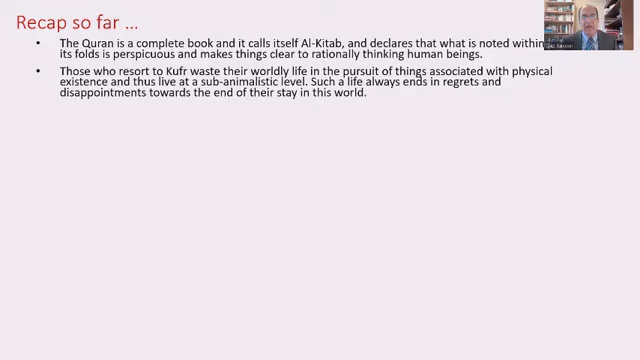 Recap so far …
• The Quran is a complete book and it calls itself Al-Kitab, and declares that what is noted within
its folds is perspicuous and makes things clear to rationally thinking human beings.
• Those who resort to Kufr waste their worldly life in the pursuit of things associated with physical
existence and thus live at a sub-animalistic level. Such a life always ends in regrets and
disappointments towards the end of their stay in this world.